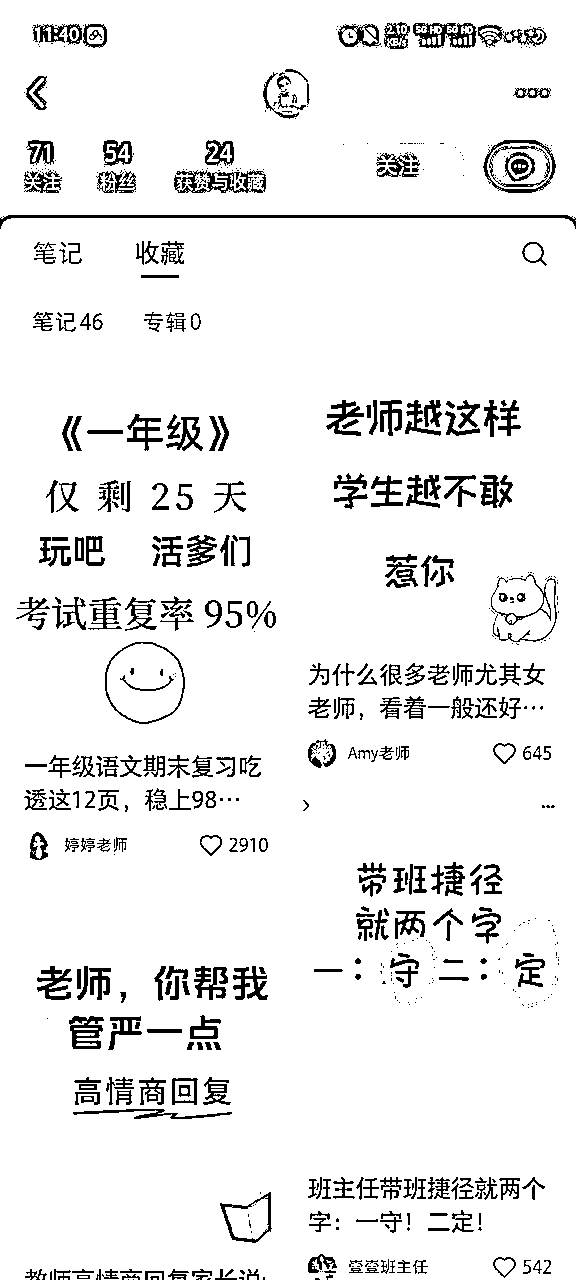 11:40
71
54
24
关注
粉丝
获赞与收藏
关注
笔记
收藏
笔记46
专辑0
《一年级》
仅剩25天
玩吧 活爹们
考试重复率95%
一年级语文期末复习吃
透这12页，稳上98…
婷婷老师
2910
老师越这样
学生越不敢
惹你
为什么很多老师尤其女
老师，看着一般还好…
Amy老师
645
老师，你帮我
管严一点
高情商回复
教师高情商回复家长说:
带班捷径
就两个字
一：守 二：定
班主任带班捷径就两个
字：一守！二定！
壹壹班主任
542